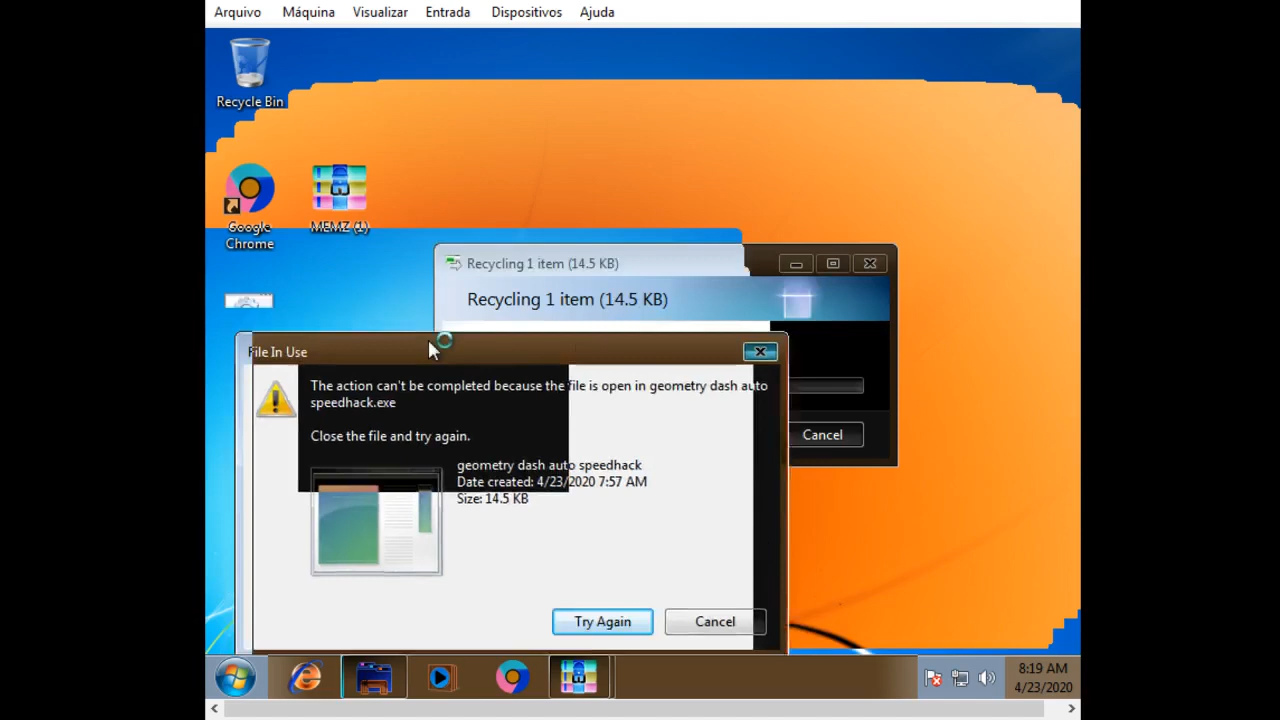 Arquivo Máquina Visualizar Entrada Dispositivos Ajuda
Recycle Bin
Google
Chrome
MEMZ (1)
Recycling 1 item (14.5 KB)
Recycling 1 item (14.5 KB)
Cancel
File In Use
The action can't be completed because the file is open in geometry dash auto
speedhack.exe
Close the file and try again.
geometry dash auto speedhack
Date created: 4/23/2020 7:57 AM
Size: 14.5 KB
Try Again Cancel
8:19 AM
4/23/2020